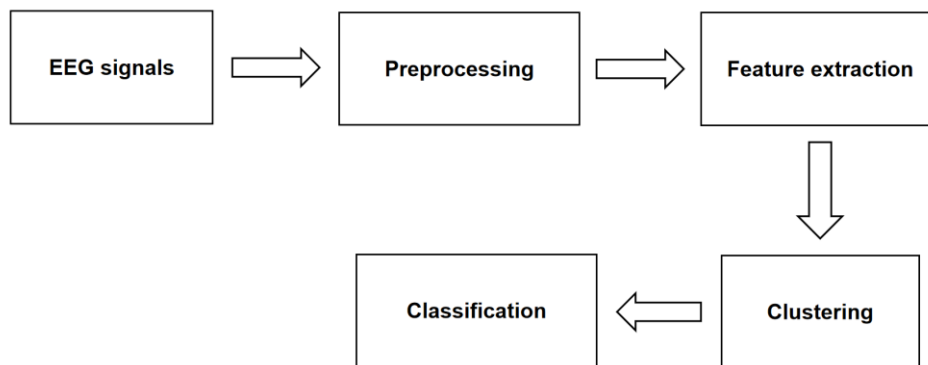 EEG signals
Preprocessing
Feature extraction
Clustering
Classification